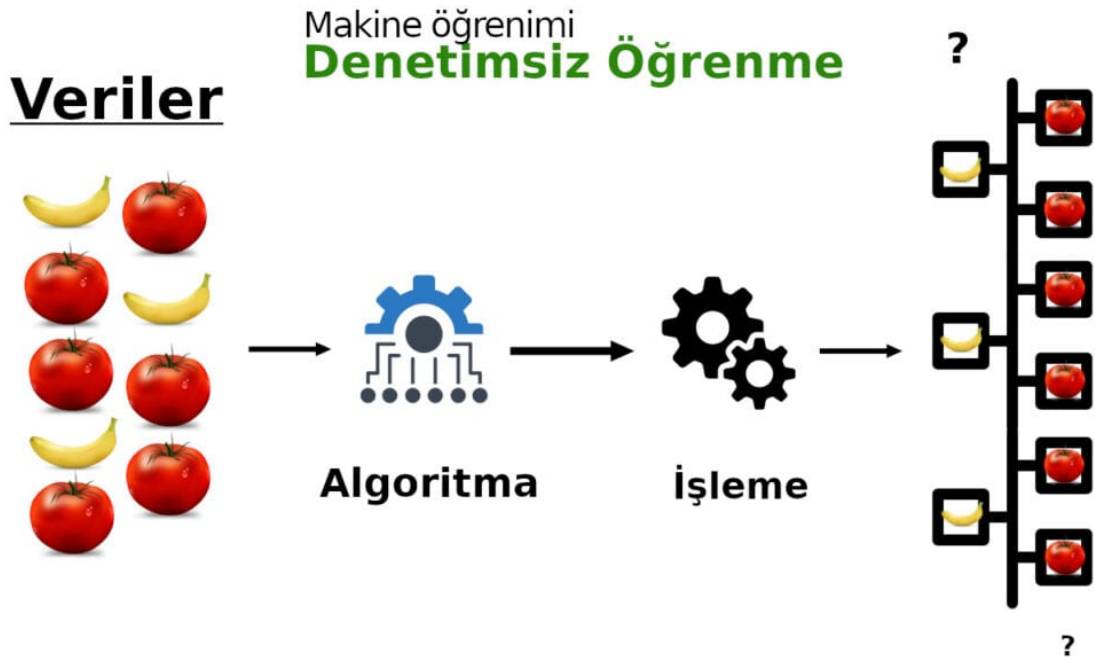 Makine öğrenimi
Denetimsiz Öğrenme
Veriler
Algoritma
İşleme
?
?